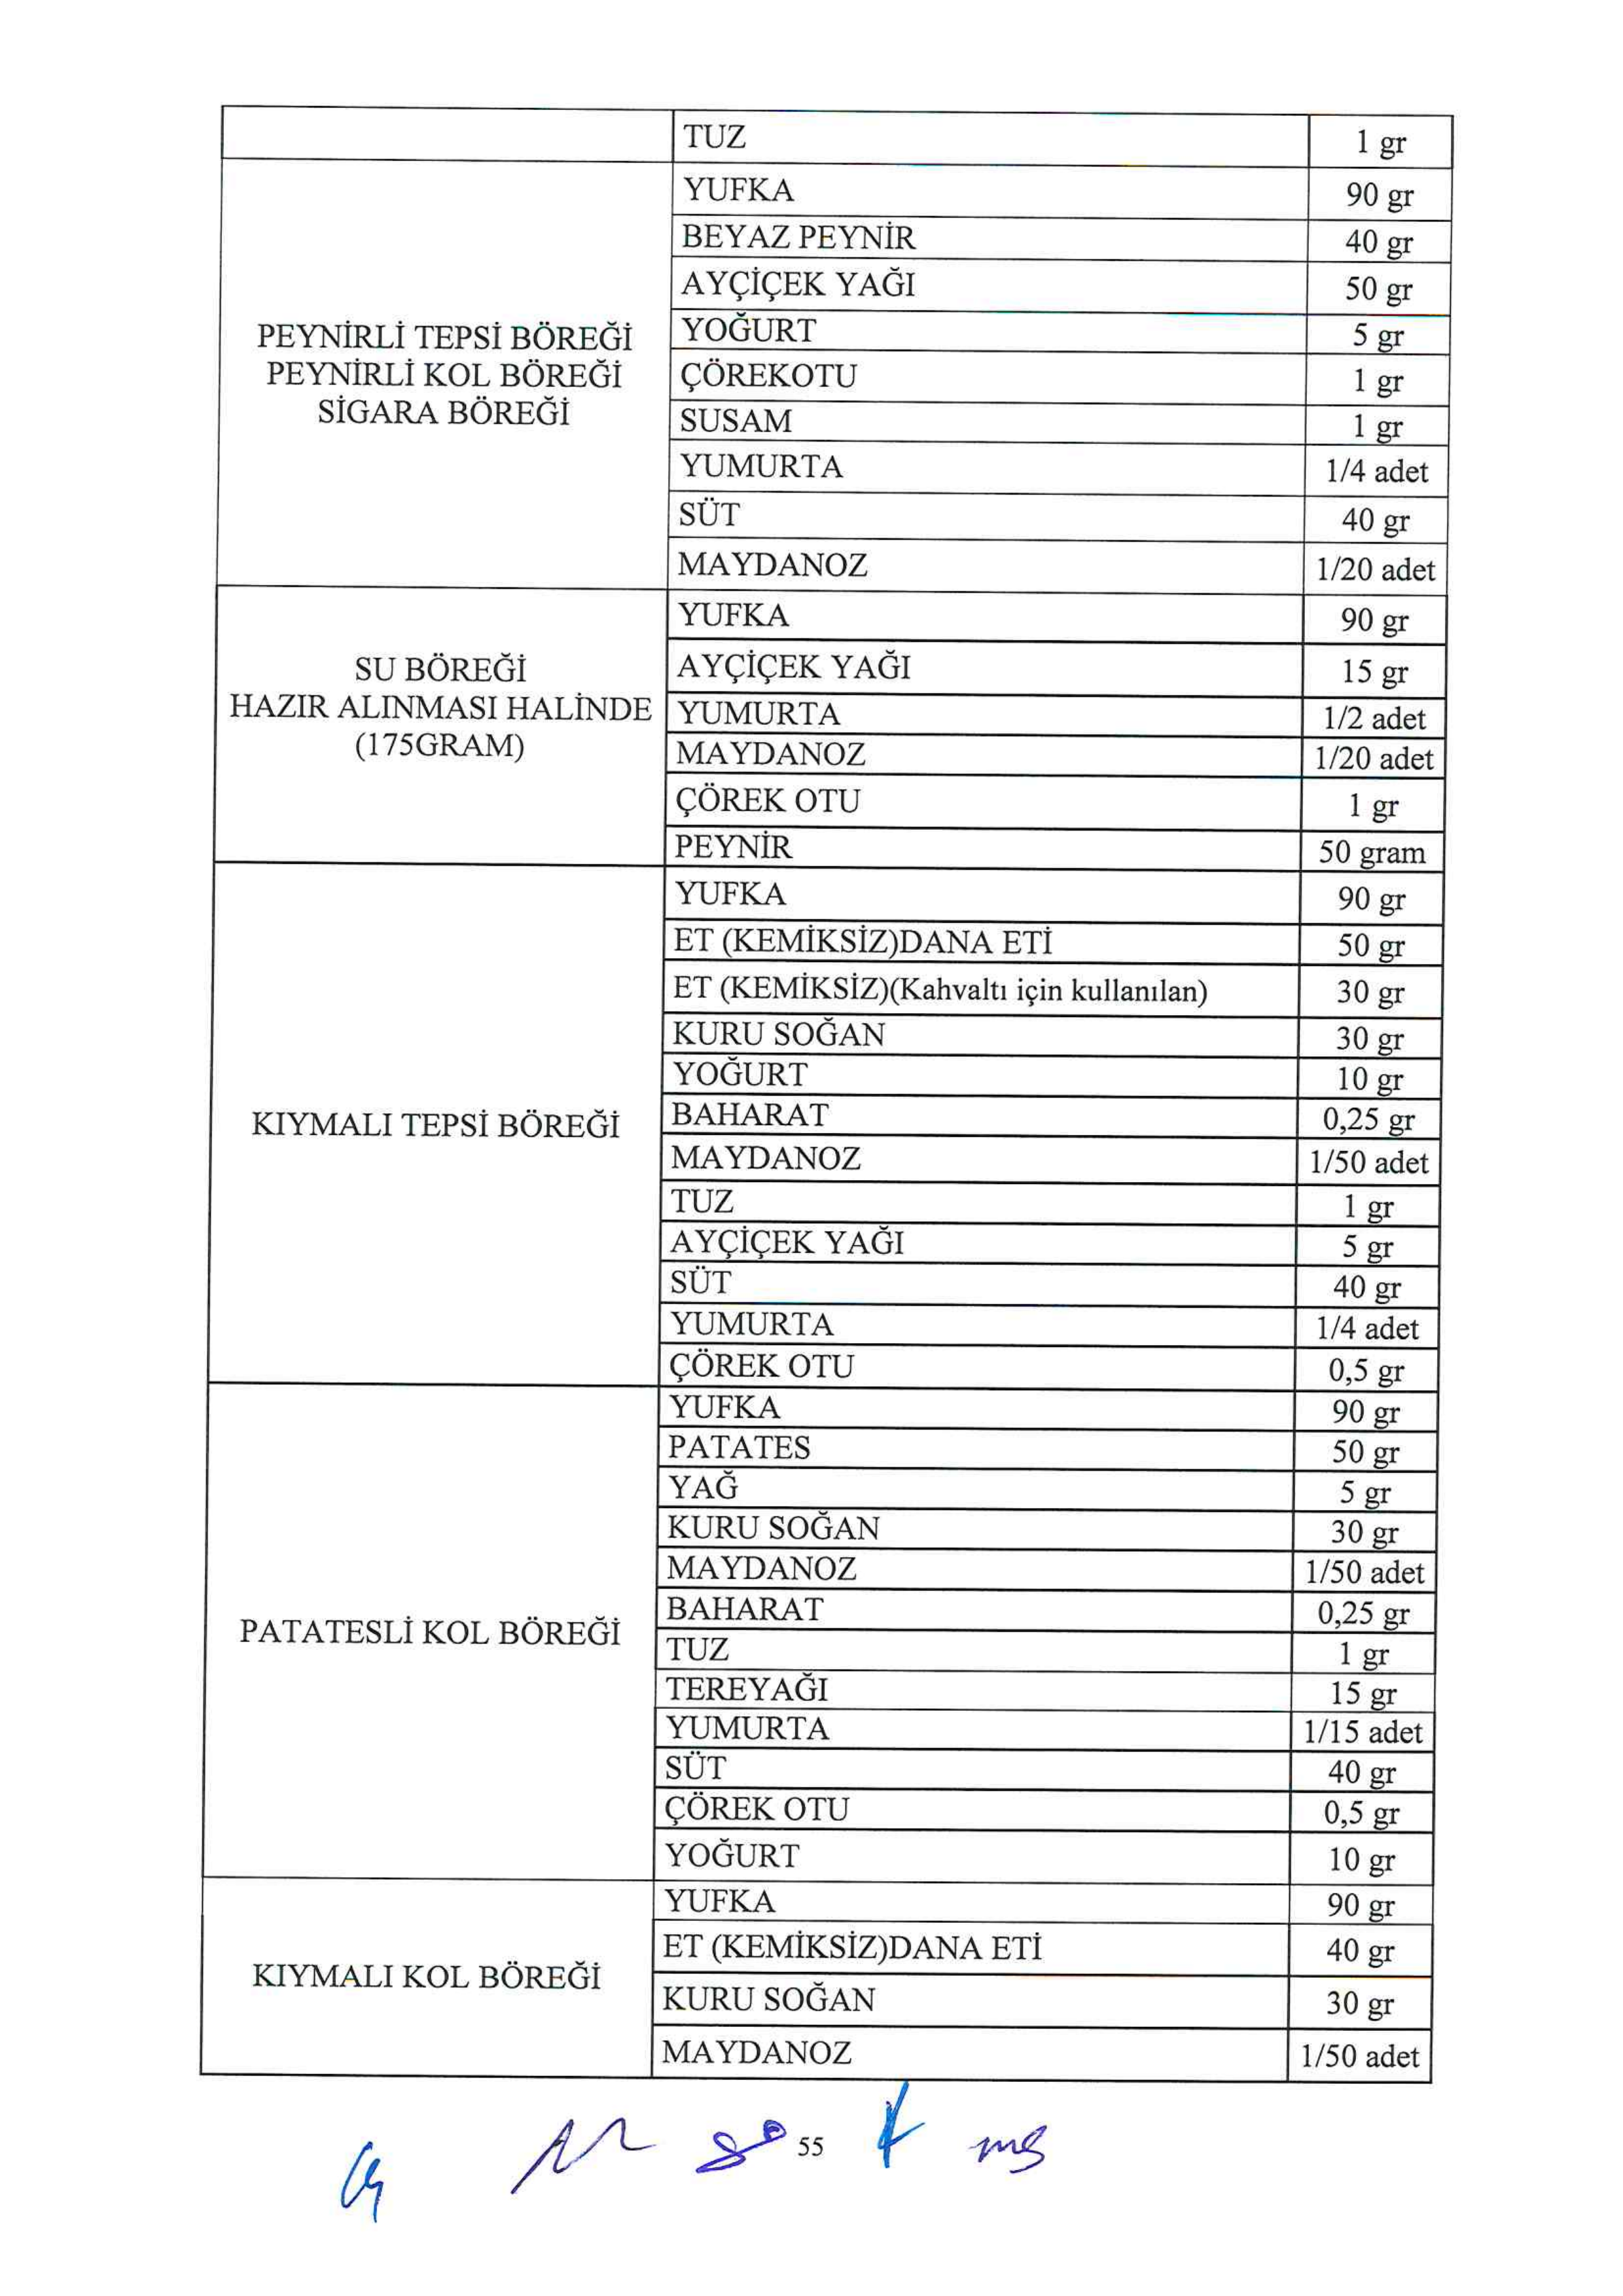 TUZ 1 gr
YUFKA 90 gr
BEYAZ PEYNİR 40 gr
AYÇİÇEK YAĞI 50 gr
PEYNİRLİ TEPSİ BÖREĞİ YOĞURT 5 gr
PEYNİRLİ KOL BÖREĞİ ÇÖREKOTU 1 gr
SİGARA BÖREĞİ SUSAM 1 gr
YUMURTA 1/4 adet
SÜT 40 gr
MAYDANOZ 1/20 adet
YUFKA 90 gr
SU BÖREĞİ AYÇİÇEK YAĞI 15 gr
HAZIR ALINMASI HALİNDE YUMURTA 1/2 adet
(175GRAM) MAYDANOZ 1/20 adet
ÇÖREK OTU 1 gr
PEYNİR 50 gram
YUFKA 90 gr
ET (KEMİKSİZ)DANA ETİ 50 gr
ET (KEMİKSİZ)(Kahvaltı için kullanılan) 30 gr
KURU SOĞAN 30 gr
YOĞURT 10 gr
KIYMALI TEPSİ BÖREĞİ BAHARAT 0,25 gr
MAYDANOZ 1/50 adet
TUZ 1 gr
AYÇİÇEK YAĞI 5 gr
SÜT 40 gr
YUMURTA 1/4 adet
ÇÖREK OTU 0,5 gr
YUFKA 90 gr
PATATES 50 gr
YAĞ 5 gr
KURU SOĞAN 30 gr
MAYDANOZ 1/50 adet
PATATESLİ KOL BÖREĞİ BAHARAT 0,25 gr
TUZ 1 gr
TEREYAĞI 15 gr
YUMURTA 1/15 adet
SÜT 40 gr
ÇÖREK OTU 0,5 gr
YOĞURT 10 gr
YUFKA 90 gr
ET (KEMİKSİZ)DANA ETİ 40 gr
KIYMALI KOL BÖREĞİ KURU SOĞAN 30 gr
MAYDANOZ 1/50 adet
55